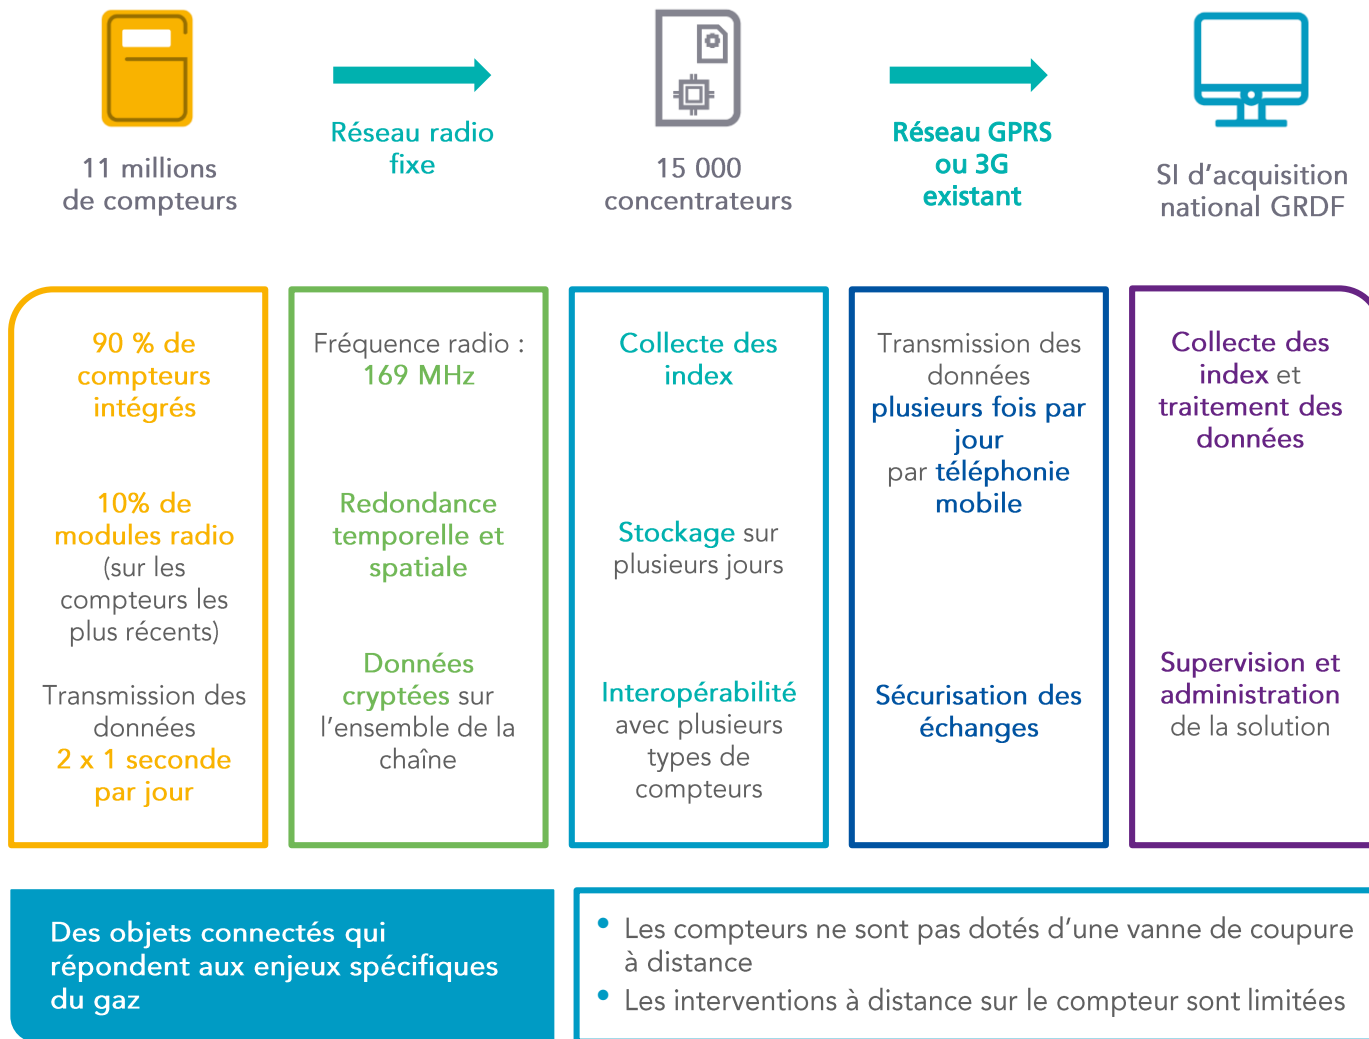 11 millions
de compteurs
Réseau radio
fixe
15 000
concentrateurs
Réseau GPRS
ou 3G
existant
SI d’acquisition
national GRDF
90 % de
compteurs
intégrés
10% de
modules radio
(sur les
compteurs les
plus récents)
Transmission des
données
2 x 1 seconde
par jour
Fréquence radio :
169 MHz
Redondance
temporelle et
spatiale
Données
cryptées sur
l’ensemble de la
chaîne
Collecte des
index
Stockage sur
plusieurs jours
Interopérabilité
avec plusieurs
types de
compteurs
Transmission des
données
plusieurs fois par
jour
par téléphonie
mobile
Sécurisation des
échanges
Collecte des
index et
traitement des
données
Supervision et
administration
de la solution
Des objets connectés qui
répondent aux enjeux spécifiques
du gaz
• Les compteurs ne sont pas dotés d’une vanne de coupure
à distance
• Les interventions à distance sur le compteur sont limitées